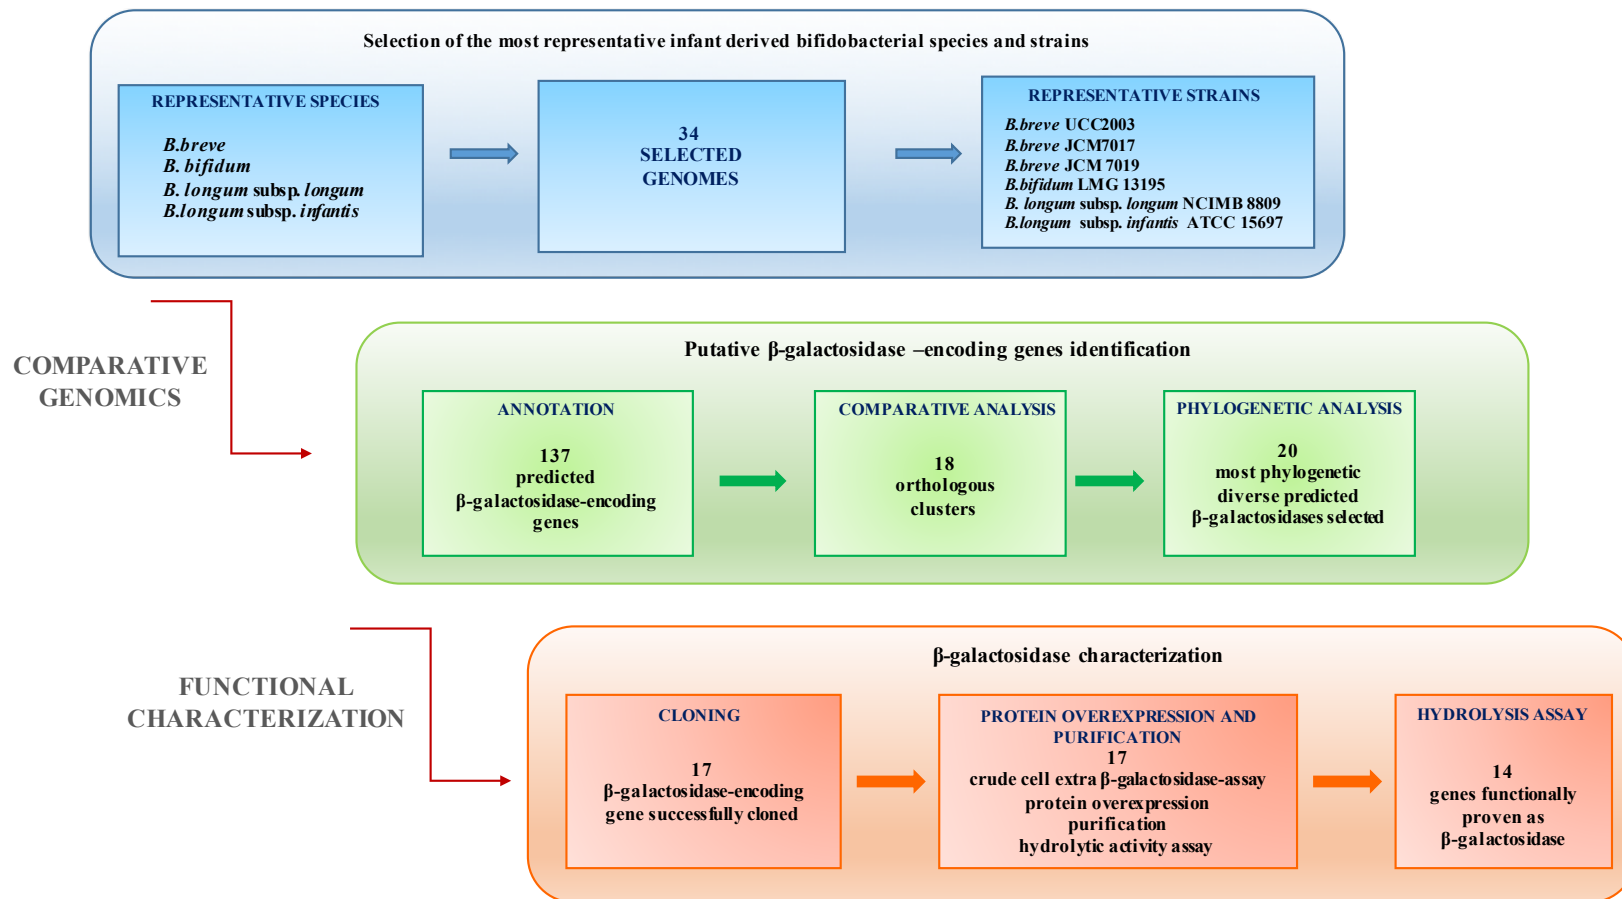 Selection of the most representative infant derived bifidobacterial species and strains
REPRESENTATIVE SPECIES
B.breve
B. bifidum
B. longum subsp. longum
B.longum subsp. infantis
34
SELECTED
GENOMES
REPRESENTATIVE STRAINS
B.breve UCC2003
B.breve JCM7017
B.breve JCM 7019
B.bifidum LMG 13195
B. longum subsp. longum NCIMB 8809
B.longum subsp. infantis ATCC 15697
COMPARATIVE
GENOMICS
Putative β-galactosidase –encoding genes identification
ANNOTATION
137
predicted
β-galactosidase-encoding
genes
COMPARATIVE ANALYSIS
18
orthologous
clusters
PHYLOGENETIC ANALYSIS
20
most phylogenetic
diverse predicted
β-galactosidases selected
FUNCTIONAL
CHARACTERIZATION
β-galactosidase characterization
CLONING
17
β-galactosidase-encoding
gene successfully cloned
PROTEIN OVEREXPRESSION AND
PURIFICATION
17
crude cell extra β-galactosidase-assay
protein overexpression
purification
hydrolytic activity assay
HYDROLYSIS ASSAY
14
genes functionally
proven as
β-galactosidase